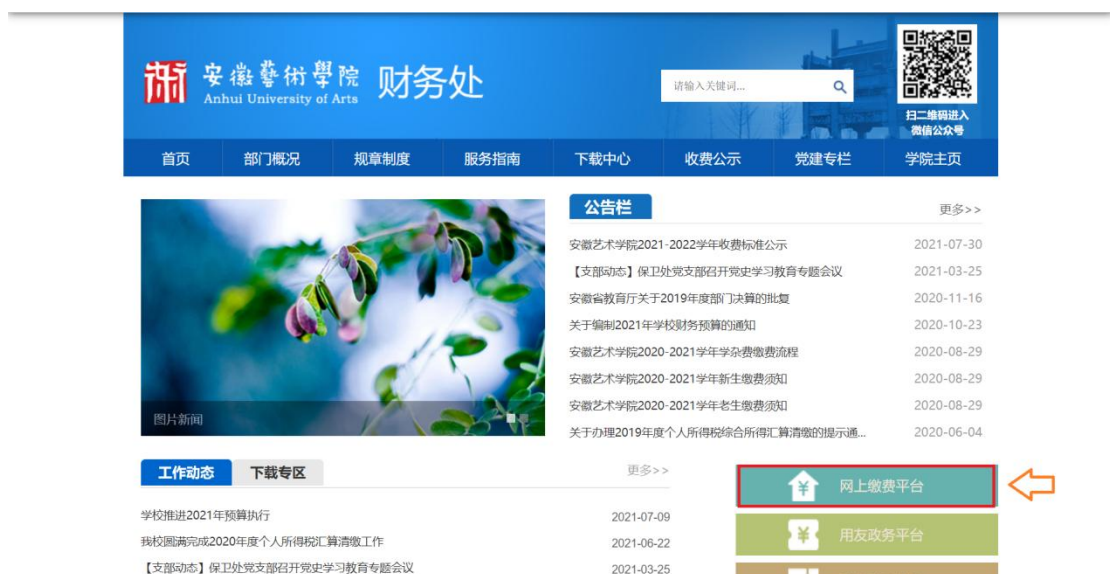 安徽藝術學院 财务处
Anhui University of Arts
请输入关键词...
扫二维码进入
微信公众号
首页 部门概况 规章制度 服务指南 下载中心 收费公示 党建专栏 学院主页
图片新闻
公告栏 更多>>
安徽艺术学院2021-2022学年收费标准公示 2021-07-30
【支部动态】保卫处党支部召开党史学习教育专题会议 2021-03-25
安徽省教育厅关于2019年度部门决算的批复 2020-11-16
关于编制2021年学校财务预算的通知 2020-10-23
安徽艺术学院2020-2021学年学杂费缴费流程 2020-08-29
安徽艺术学院2020-2021学年新生缴费须知 2020-08-29
安徽艺术学院2020-2021学年老生缴费须知 2020-08-29
关于办理2019年度个人所得税综合所得汇算清缴的提示通... 2020-06-04
工作动态 下载专区 更多>>
学校推进2021年预算执行 2021-07-09
我校圆满完成2020年度个人所得税汇算清缴工作 2021-06-22
【支部动态】保卫处党支部召开党史学习教育专题会议 2021-03-25
网上缴费平台
用友政务平台